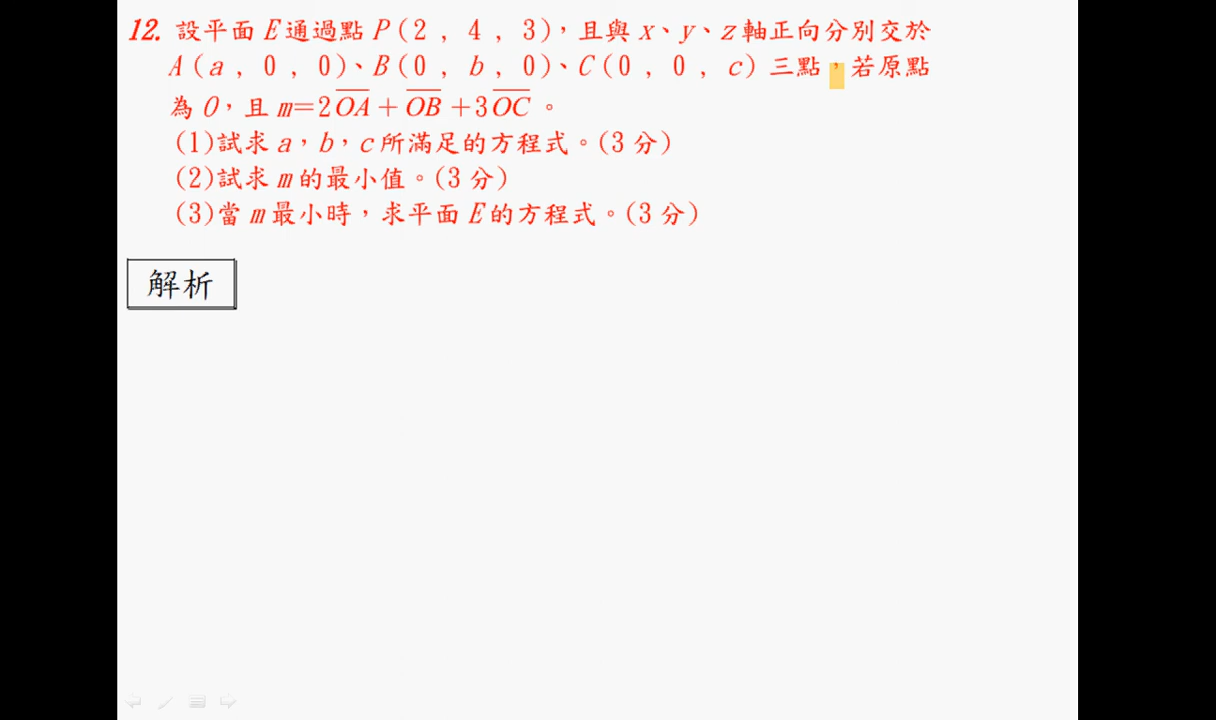 12. 設平面 E 通過點 P(2 , 4 , 3),且與 x、y、z 軸正向分別交於
A(a , 0 , 0)、B(0 , b , 0)、C(0 , 0 , c) 三點,若原點
為 O,且 m=2O̅A̅+O̅B̅+3O̅C̅。
(1)試求 a,b,c 所滿足的方程式。(3 分)
(2)試求 m 的最小值。(3 分)
(3)當 m 最小時,求平面 E 的方程式。(3 分)
解析